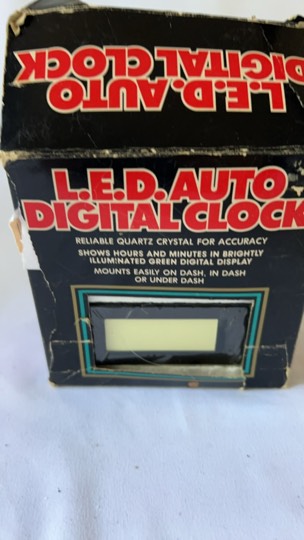 L.E.D. AUTO
DIGITAL CLOCK
L.E.D. AUTO
DIGITAL CLOCK
RELIABLE QUARTZ CRYSTAL FOR ACCURACY
SHOWS HOURS AND MINUTES IN BRIGHTLY
ILLUMINATED GREEN DIGITAL DISPLAY
MOUNTS EASILY ON DASH, IN DASH
OR UNDER DASH